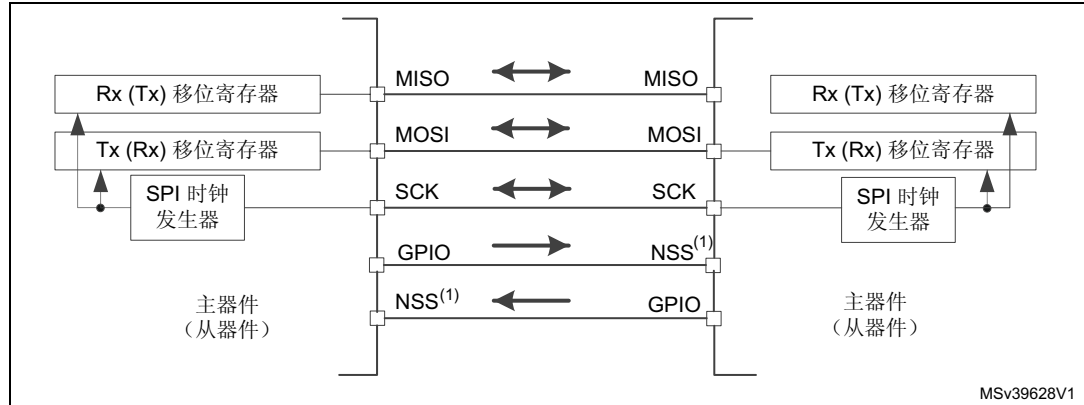 MISO MISO
Rx (Tx) 移位寄存器 Rx (Tx) 移位寄存器
MOSI MOSI
Tx (Rx) 移位寄存器 Tx (Rx) 移位寄存器
SCK SCK
SPI 时钟
发生器
SPI 时钟
发生器
GPIO NSS(1)
NSS(1) GPIO
主器件
(从器件)
主器件
(从器件)
MSv39628V1